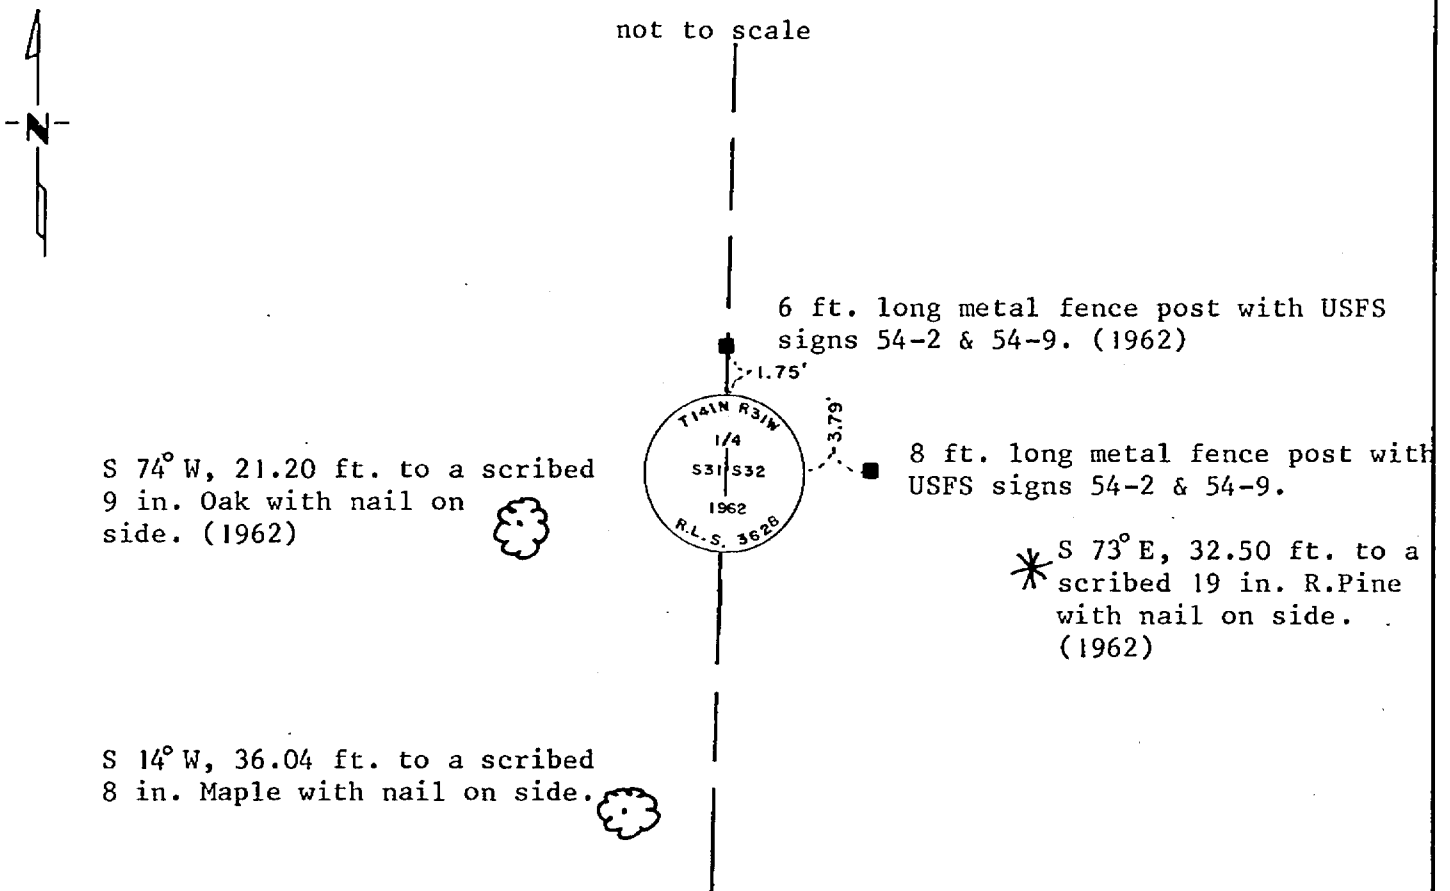 not to scale
N
6 ft. long metal fence post with USFS
signs 54-2 & 54-9. (1962)
1.75'
T141N R31W
1/4
S31 S32
1962
R.L.S. 3628
3.79'
8 ft. long metal fence post with
USFS signs 54-2 & 54-9.
S 74° W, 21.20 ft. to a scribed
9 in. Oak with nail on
side. (1962)
S 73° E, 32.50 ft. to a
scribed 19 in. R.Pine
with nail on side.
(1962)
S 14° W, 36.04 ft. to a scribed
8 in. Maple with nail on side.